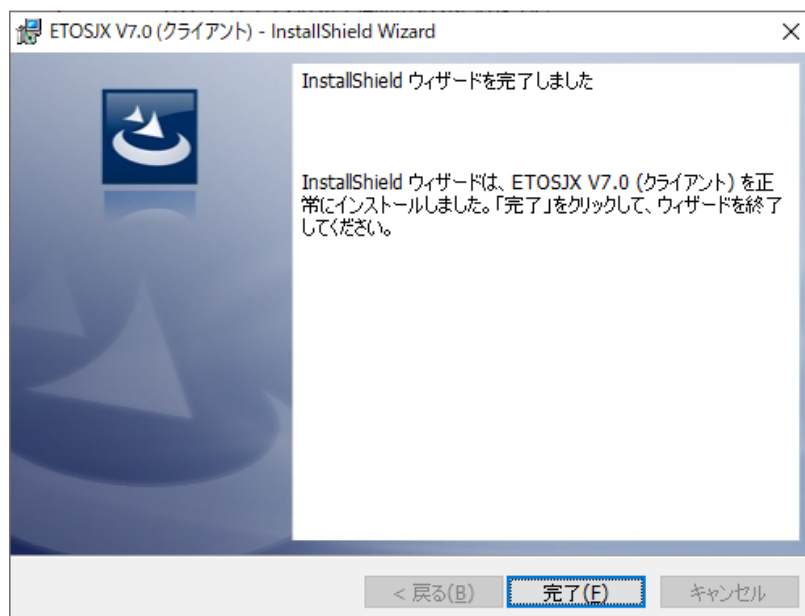 ETOSJX V7.0 (クライアント) - InstallShield Wizard
InstallShield ウィザードを完了しました
InstallShield ウィザードは、ETOSJX V7.0 (クライアント) を正
常にインストールしました。「完了」をクリックして、ウィザードを終了
してください。
< 戻る(B)
完了(F)
キャンセル